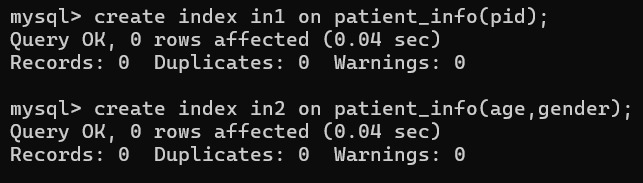 mysql> create index in1 on patient_info(pid);
Query OK, 0 rows affected (0.04 sec)
Records: 0  Duplicates: 0  Warnings: 0

mysql> create index in2 on patient_info(age,gender);
Query OK, 0 rows affected (0.04 sec)
Records: 0  Duplicates: 0  Warnings: 0